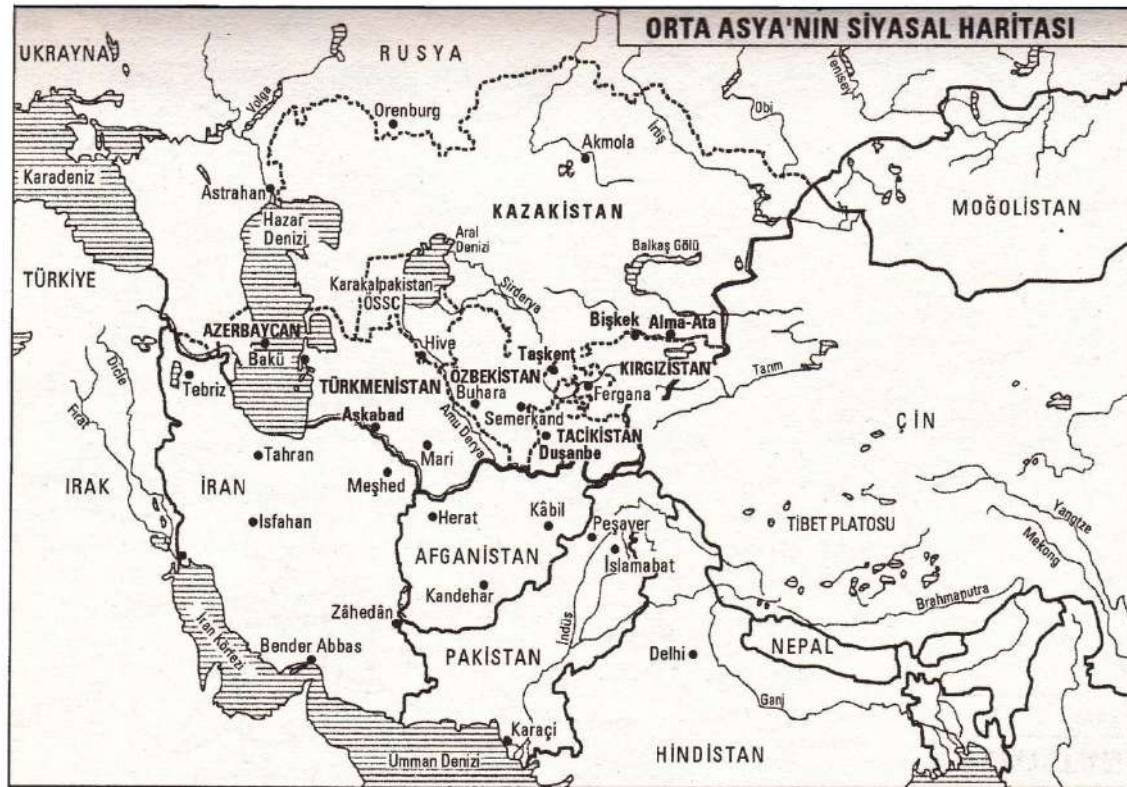 ORTA ASYA'NIN SİYASAL HARİTASI
UKRAYNA
RUSYA
Volga
Orenburg
Akmola
İrtiş
Obi
Yenisey
Karadeniz
Astrahan
Hazar
Denizi
KAZAKİSTAN
MOĞOLİSTAN
Aral
Denizi
Balkaş Gölü
TÜRKİYE
Karakalpakistan
ÖSSC
Sirderya
AZERBAYCAN
Bakü
Hive
Bişkek
Alma-Ata
Taşkent
Dicle
Tebriz
TÜRKMENİSTAN
ÖZBEKİSTAN
KIRGIZİSTAN
Tarım
Buhara
Fergana
Fırat
Aşkabad
Semerkand
Amu Derya
TACİKİSTAN
Duşanbe
ÇİN
Tahran
Mari
Meşhed
IRAK
İRAN
Herat
Kâbil
Peşaver
Isfahan
AFGANİSTAN
İslamabat
TİBET PLATOSU
Yangtze
Mekong
Kandehar
Brahmaputra
Zâhedân
İndüs
İran Körfezi
Bender Abbas
PAKİSTAN
Delhi
NEPAL
Ganj
Karaçi
Umman Denizi
HİNDİSTAN